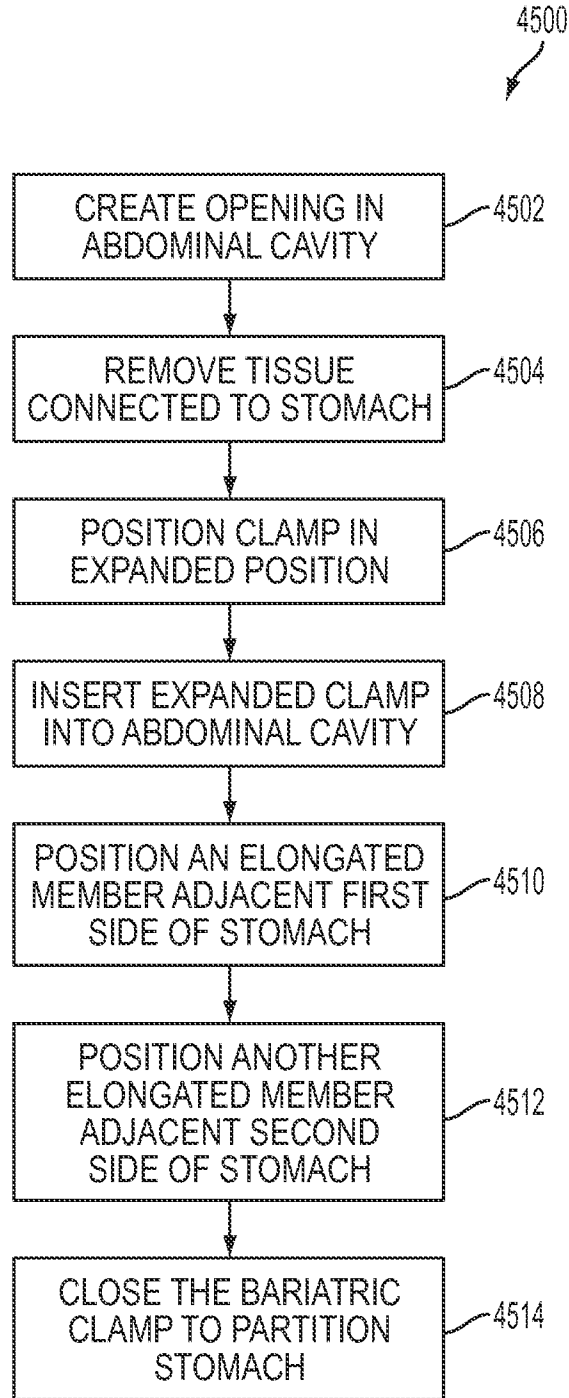 4500
CREATE OPENING IN
ABDOMINAL CAVITY
4502
REMOVE TISSUE
CONNECTED TO STOMACH
4504
POSITION CLAMP IN
EXPANDED POSITION
4506
INSERT EXPANDED CLAMP
INTO ABDOMINAL CAVITY
4508
POSITION AN ELONGATED
MEMBER ADJACENT FIRST
SIDE OF STOMACH
4510
POSITION ANOTHER
ELONGATED MEMBER
ADJACENT SECOND
SIDE OF STOMACH
4512
CLOSE THE BARIATRIC
CLAMP TO PARTITION
STOMACH
4514